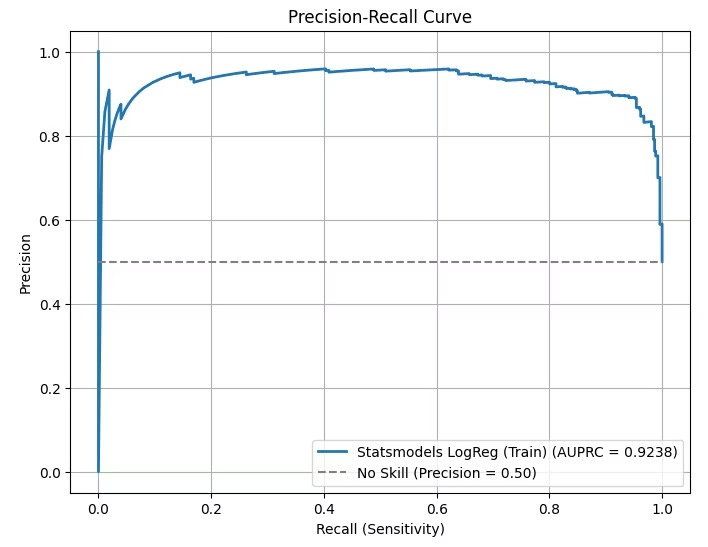 Precision-Recall Curve
1.0
0.8
0.6
0.4
0.2
0.0
Precision
Statsmodels LogReg (Train) (AUPRC = 0.9238)
No Skill (Precision = 0.50)
0.0 0.2 0.4 0.6 0.8 1.0
Recall (Sensitivity)